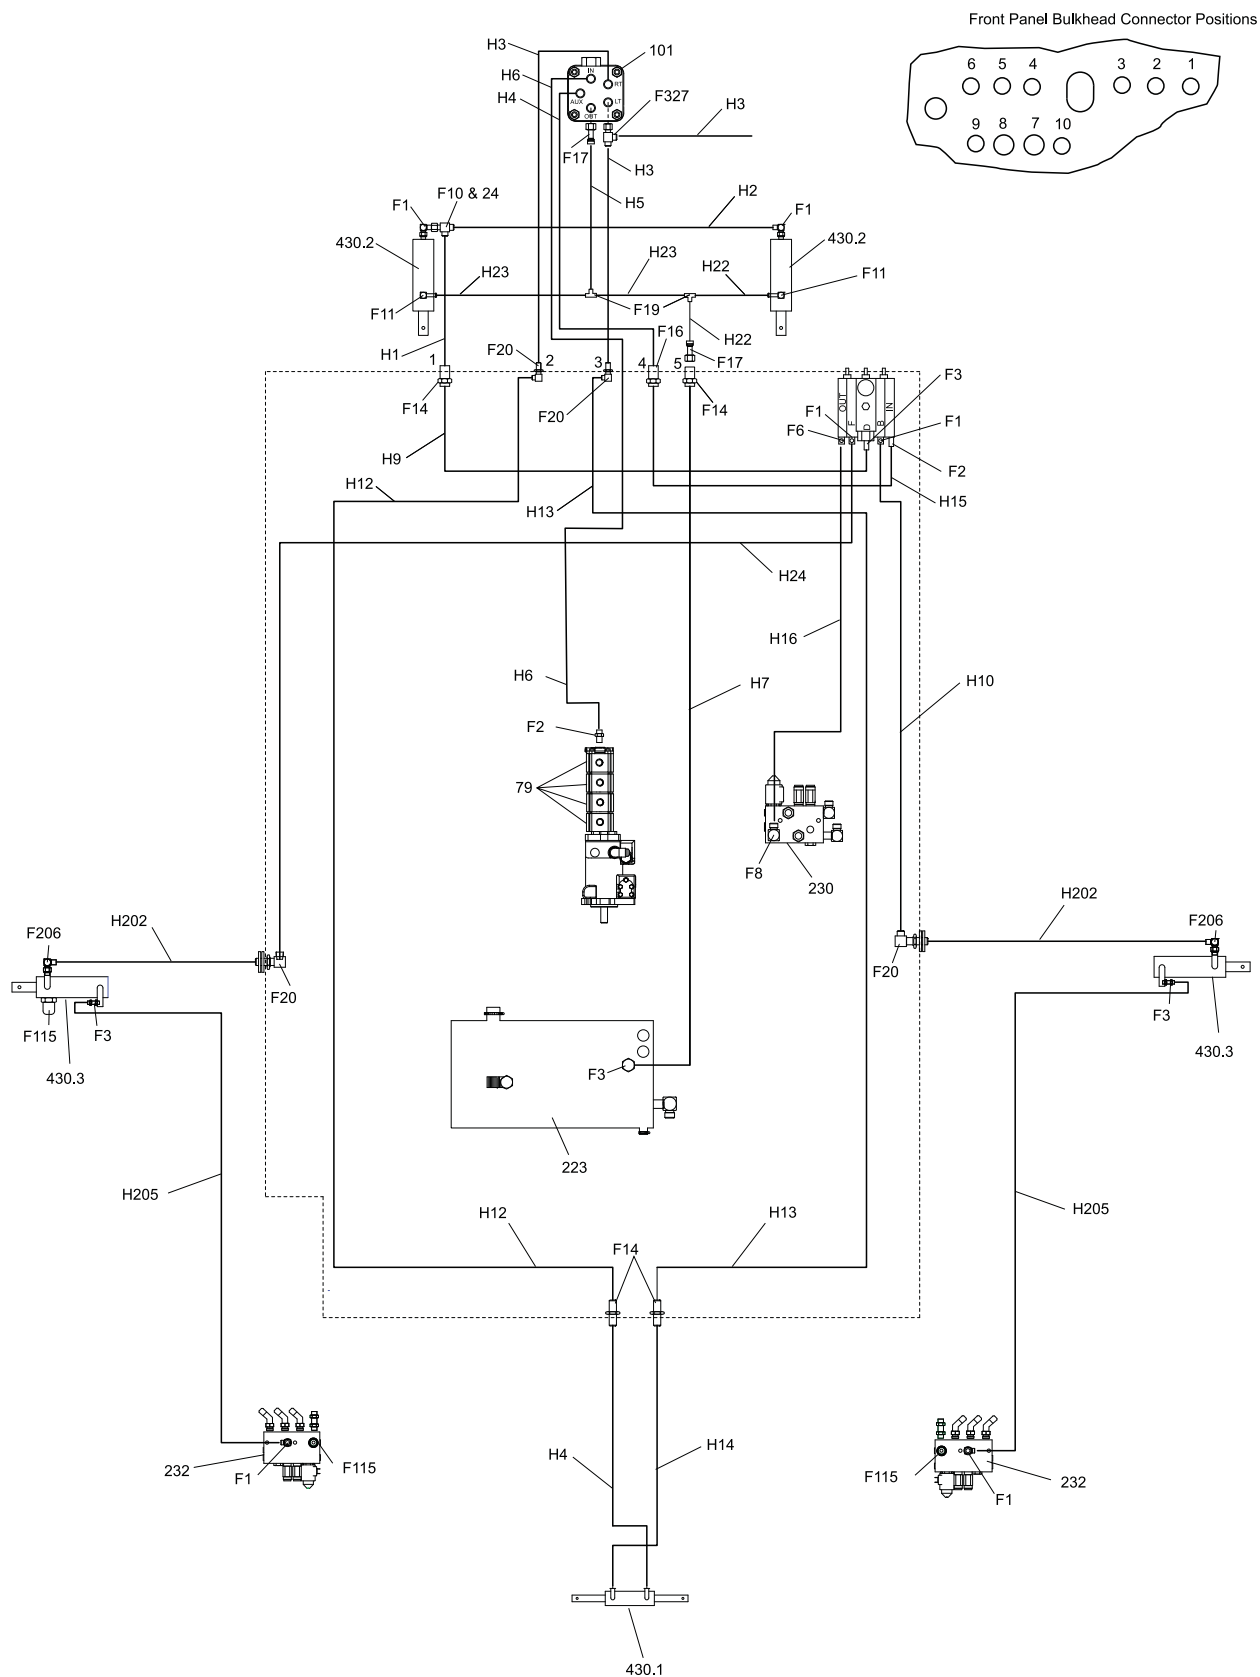 Front Panel Bulkhead Connector Positions
6 5 4 3 2 1
9 8 7 10
H3
101
H6
H4
IN
RT
AUX
LT
OBT
F327
H3
F17
H3
F10 & 24
H5
H2
F1
F1
430.2
430.2
H23
H23
H22
F11
F11
F19
H22
H1
1
F20
2
3
4
F16
5
F17
F14
F20
F14
F3
OUT
F
D
B
IN
F1
F6
F1
F2
H9
H12
H13
H15
H24
H16
H6
H7
H10
F2
79
F8
230
H202
H202
F206
F206
F20
F20
F115
F3
F3
430.3
430.3
F3
223
H205
H205
H12
H13
F14
H4
H14
232
F1
F115
F115
F1
232
430.1